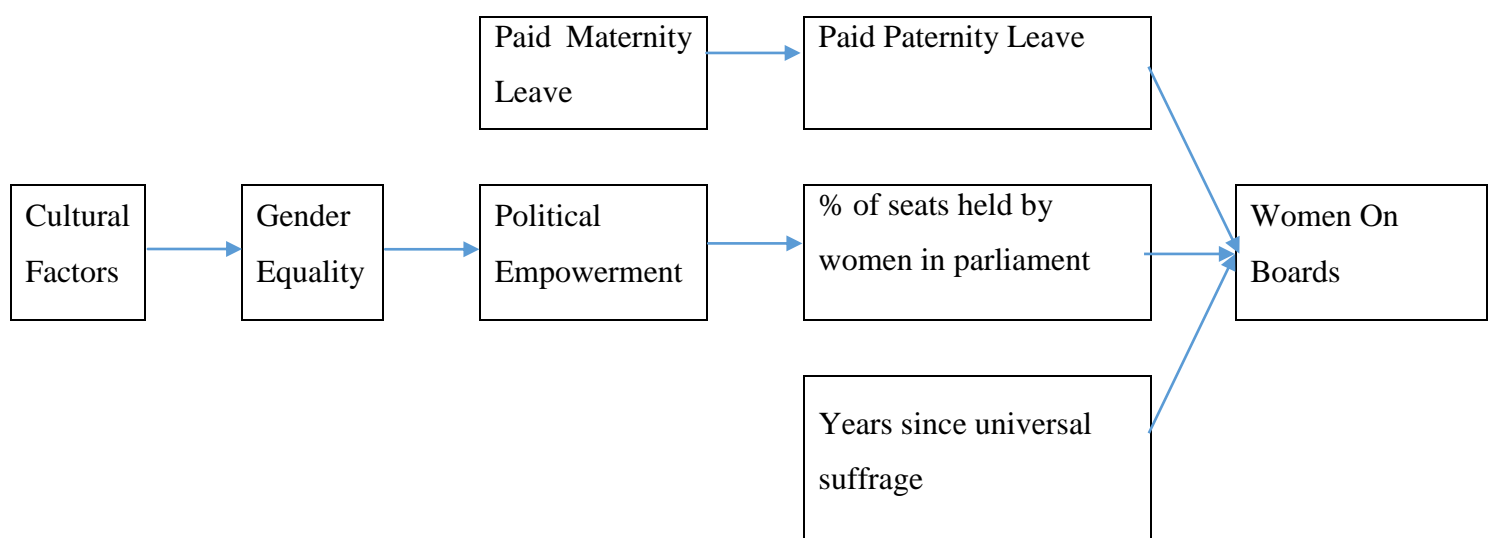 Paid Maternity
Leave
Paid Paternity Leave
Cultural
Factors
Gender
Equality
Political
Empowerment
% of seats held by
women in parliament
Women On
Boards
Years since universal
suffrage